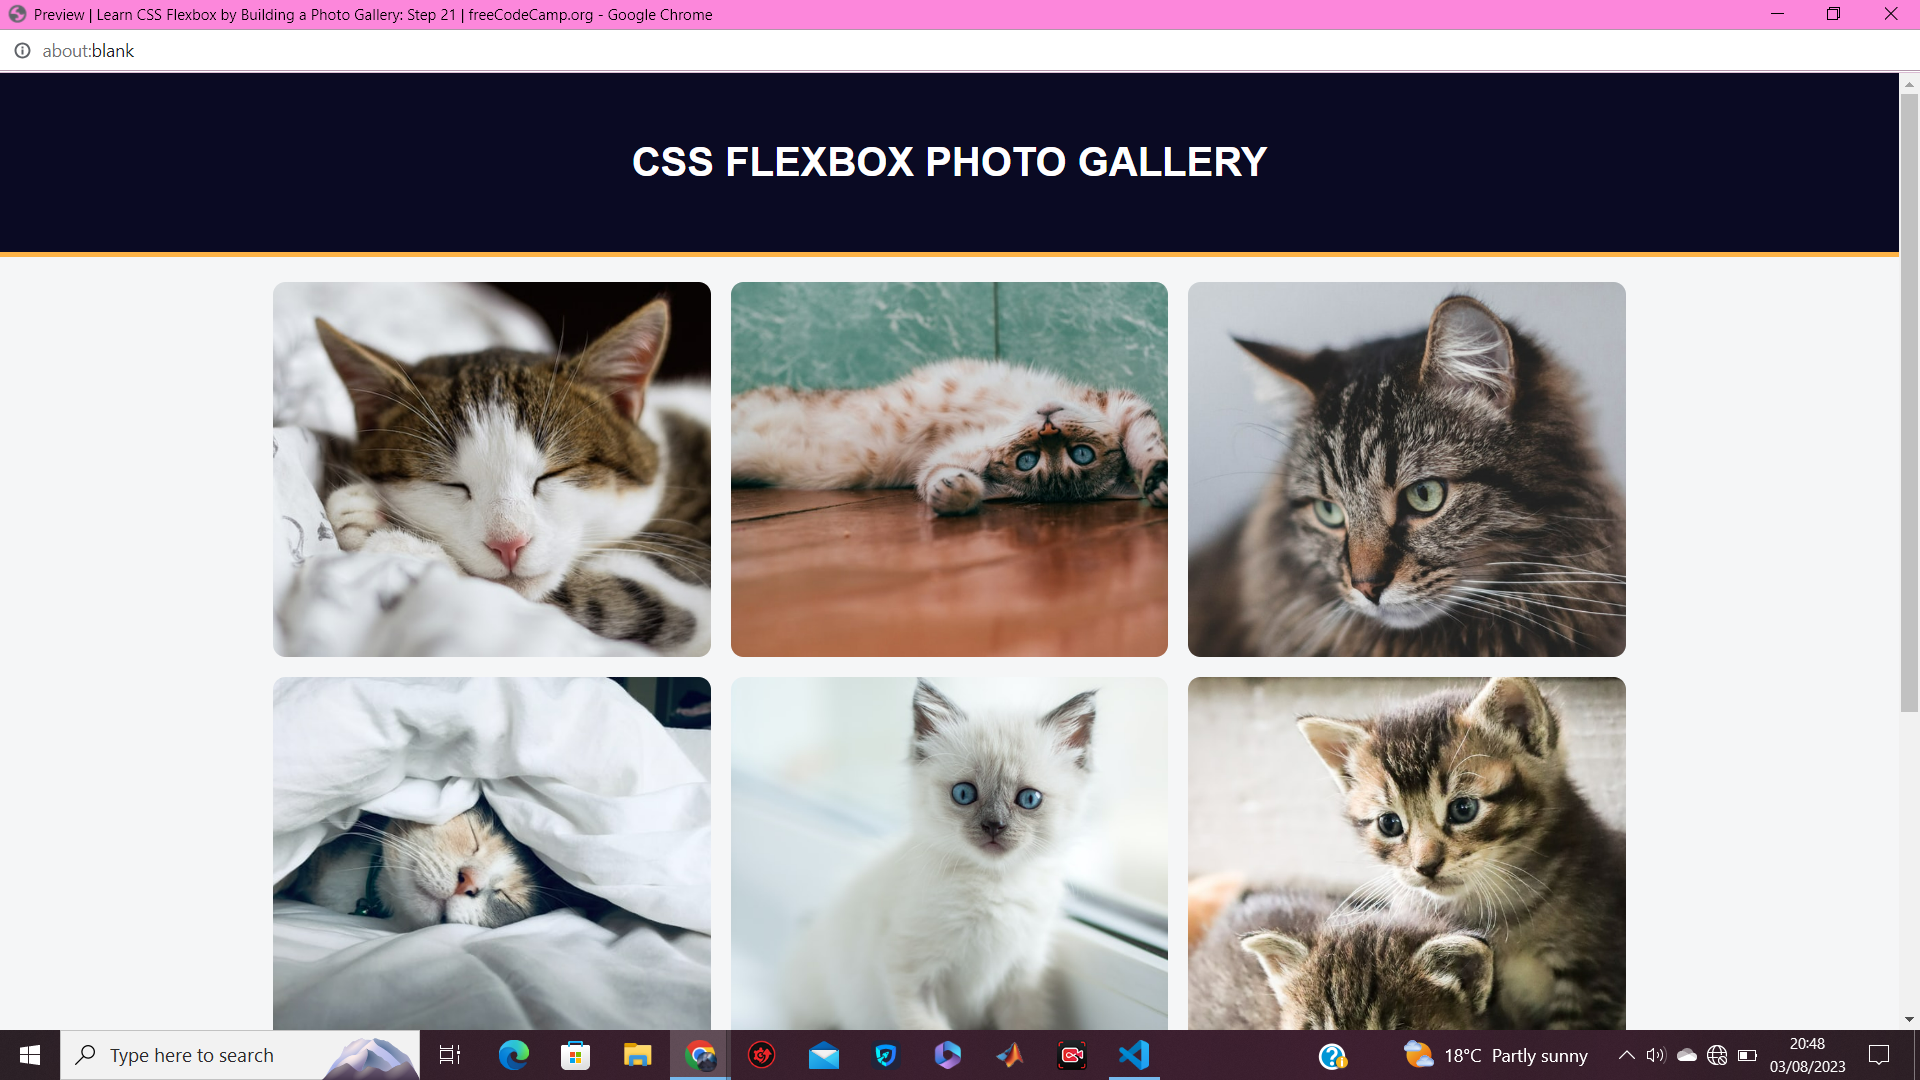 Preview | Learn CSS Flexbox by Building a Photo Gallery: Step 21 | freeCodeCamp.org - Google Chrome
about:blank
CSS FLEXBOX PHOTO GALLERY
Type here to search
18°C Partly sunny
20:48
03/08/2023